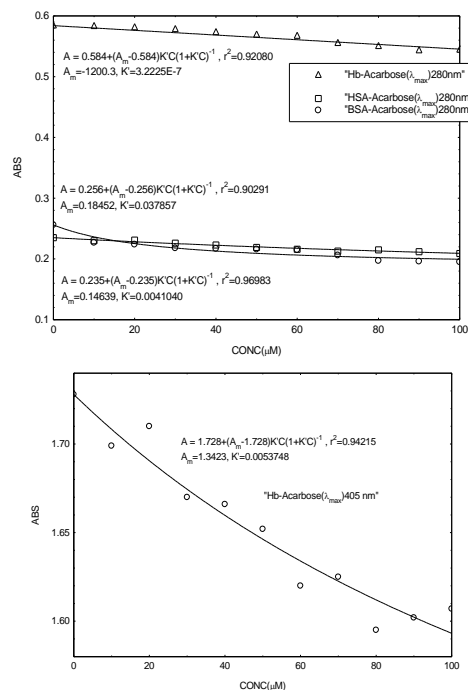 0.6
A = 0.584+(Am-0.584)K'C(1+K'C)-1 , r2=0.92080
Am=-1200.3, K'=3.2225E-7
"Hb-Acarbose(λmax)280nm"
0.5
"HSA-Acarbose(λmax)280nm"
"BSA-Acarbose(λmax)280nm"
ABS
0.4
A = 0.256+(Am-0.256)K'C(1+K'C)-1 , r2=0.90291
Am=0.18452, K'=0.037857
0.3
0.2
A = 0.235+(Am-0.235)K'C(1+K'C)-1 , r2=0.96983
Am=0.14639, K'=0.0041040
0.1
0 20 40 60 80 100
CONC(μM)
1.70
A = 1.728+(Am-1.728)K'C(1+K'C)-1 , r2=0.94215
Am=1.3423, K'=0.0053748
"Hb-Acarbose(λmax)405 nm"
ABS
1.65
1.60
0 20 40 60 80 100
CONC(μM)